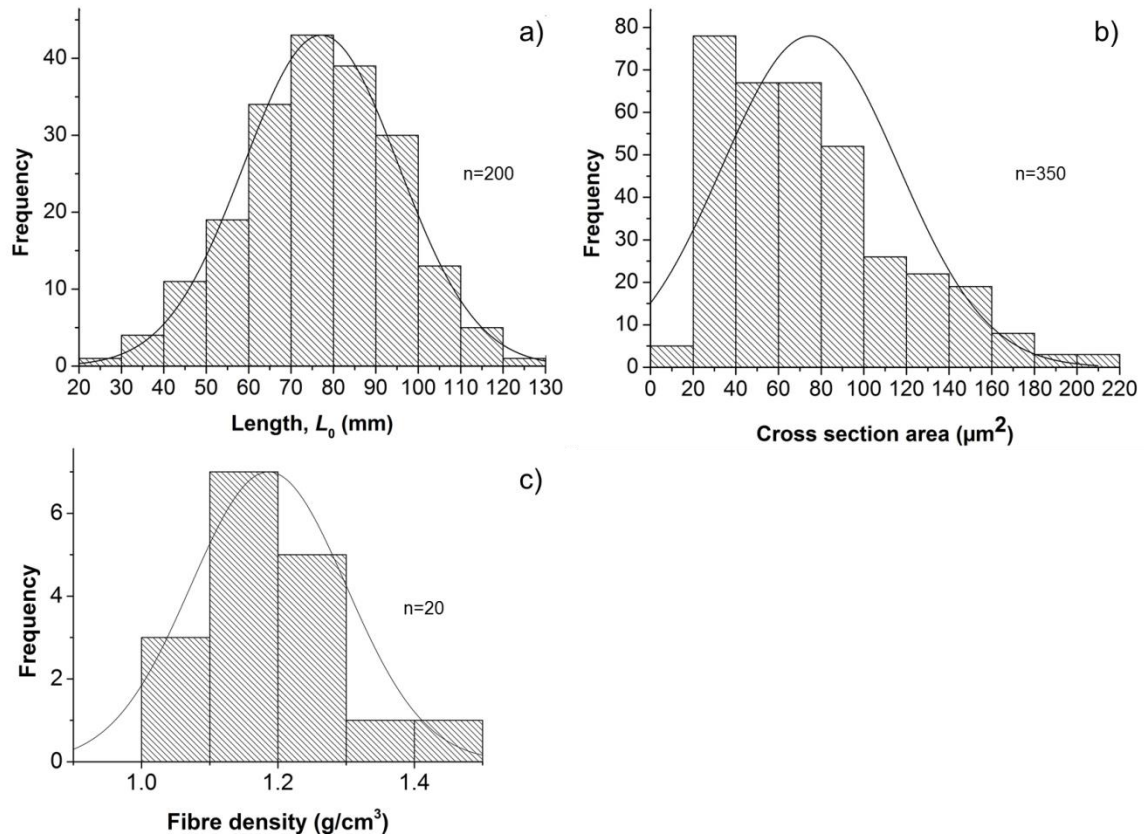 a)
Frequency
40
30
20
10
0
n=200
20 30 40 50 60 70 80 90 100 110 120 130
Length, L₀ (mm)
b)
Frequency
80
70
60
50
40
30
20
10
0
n=350
0 20 40 60 80 100 120 140 160 180 200 220
Cross section area (µm²)
c)
Frequency
6
4
2
0
n=20
1.0 1.2 1.4
Fibre density (g/cm³)